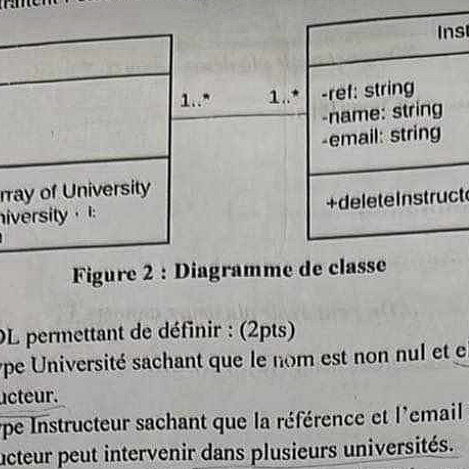 Inst
1..* 1..* -ref: string
-name: string
-email: string
rray of University
niversity
+deleteInstructo
Figure 2 : Diagramme de classe
DL permettant de définir : (2pts)
ype Université sachant que le nom est non nul et
ucteur.
ype Instructeur sachant que la référence et l'email
ucteur peut intervenir dans plusieurs universités.